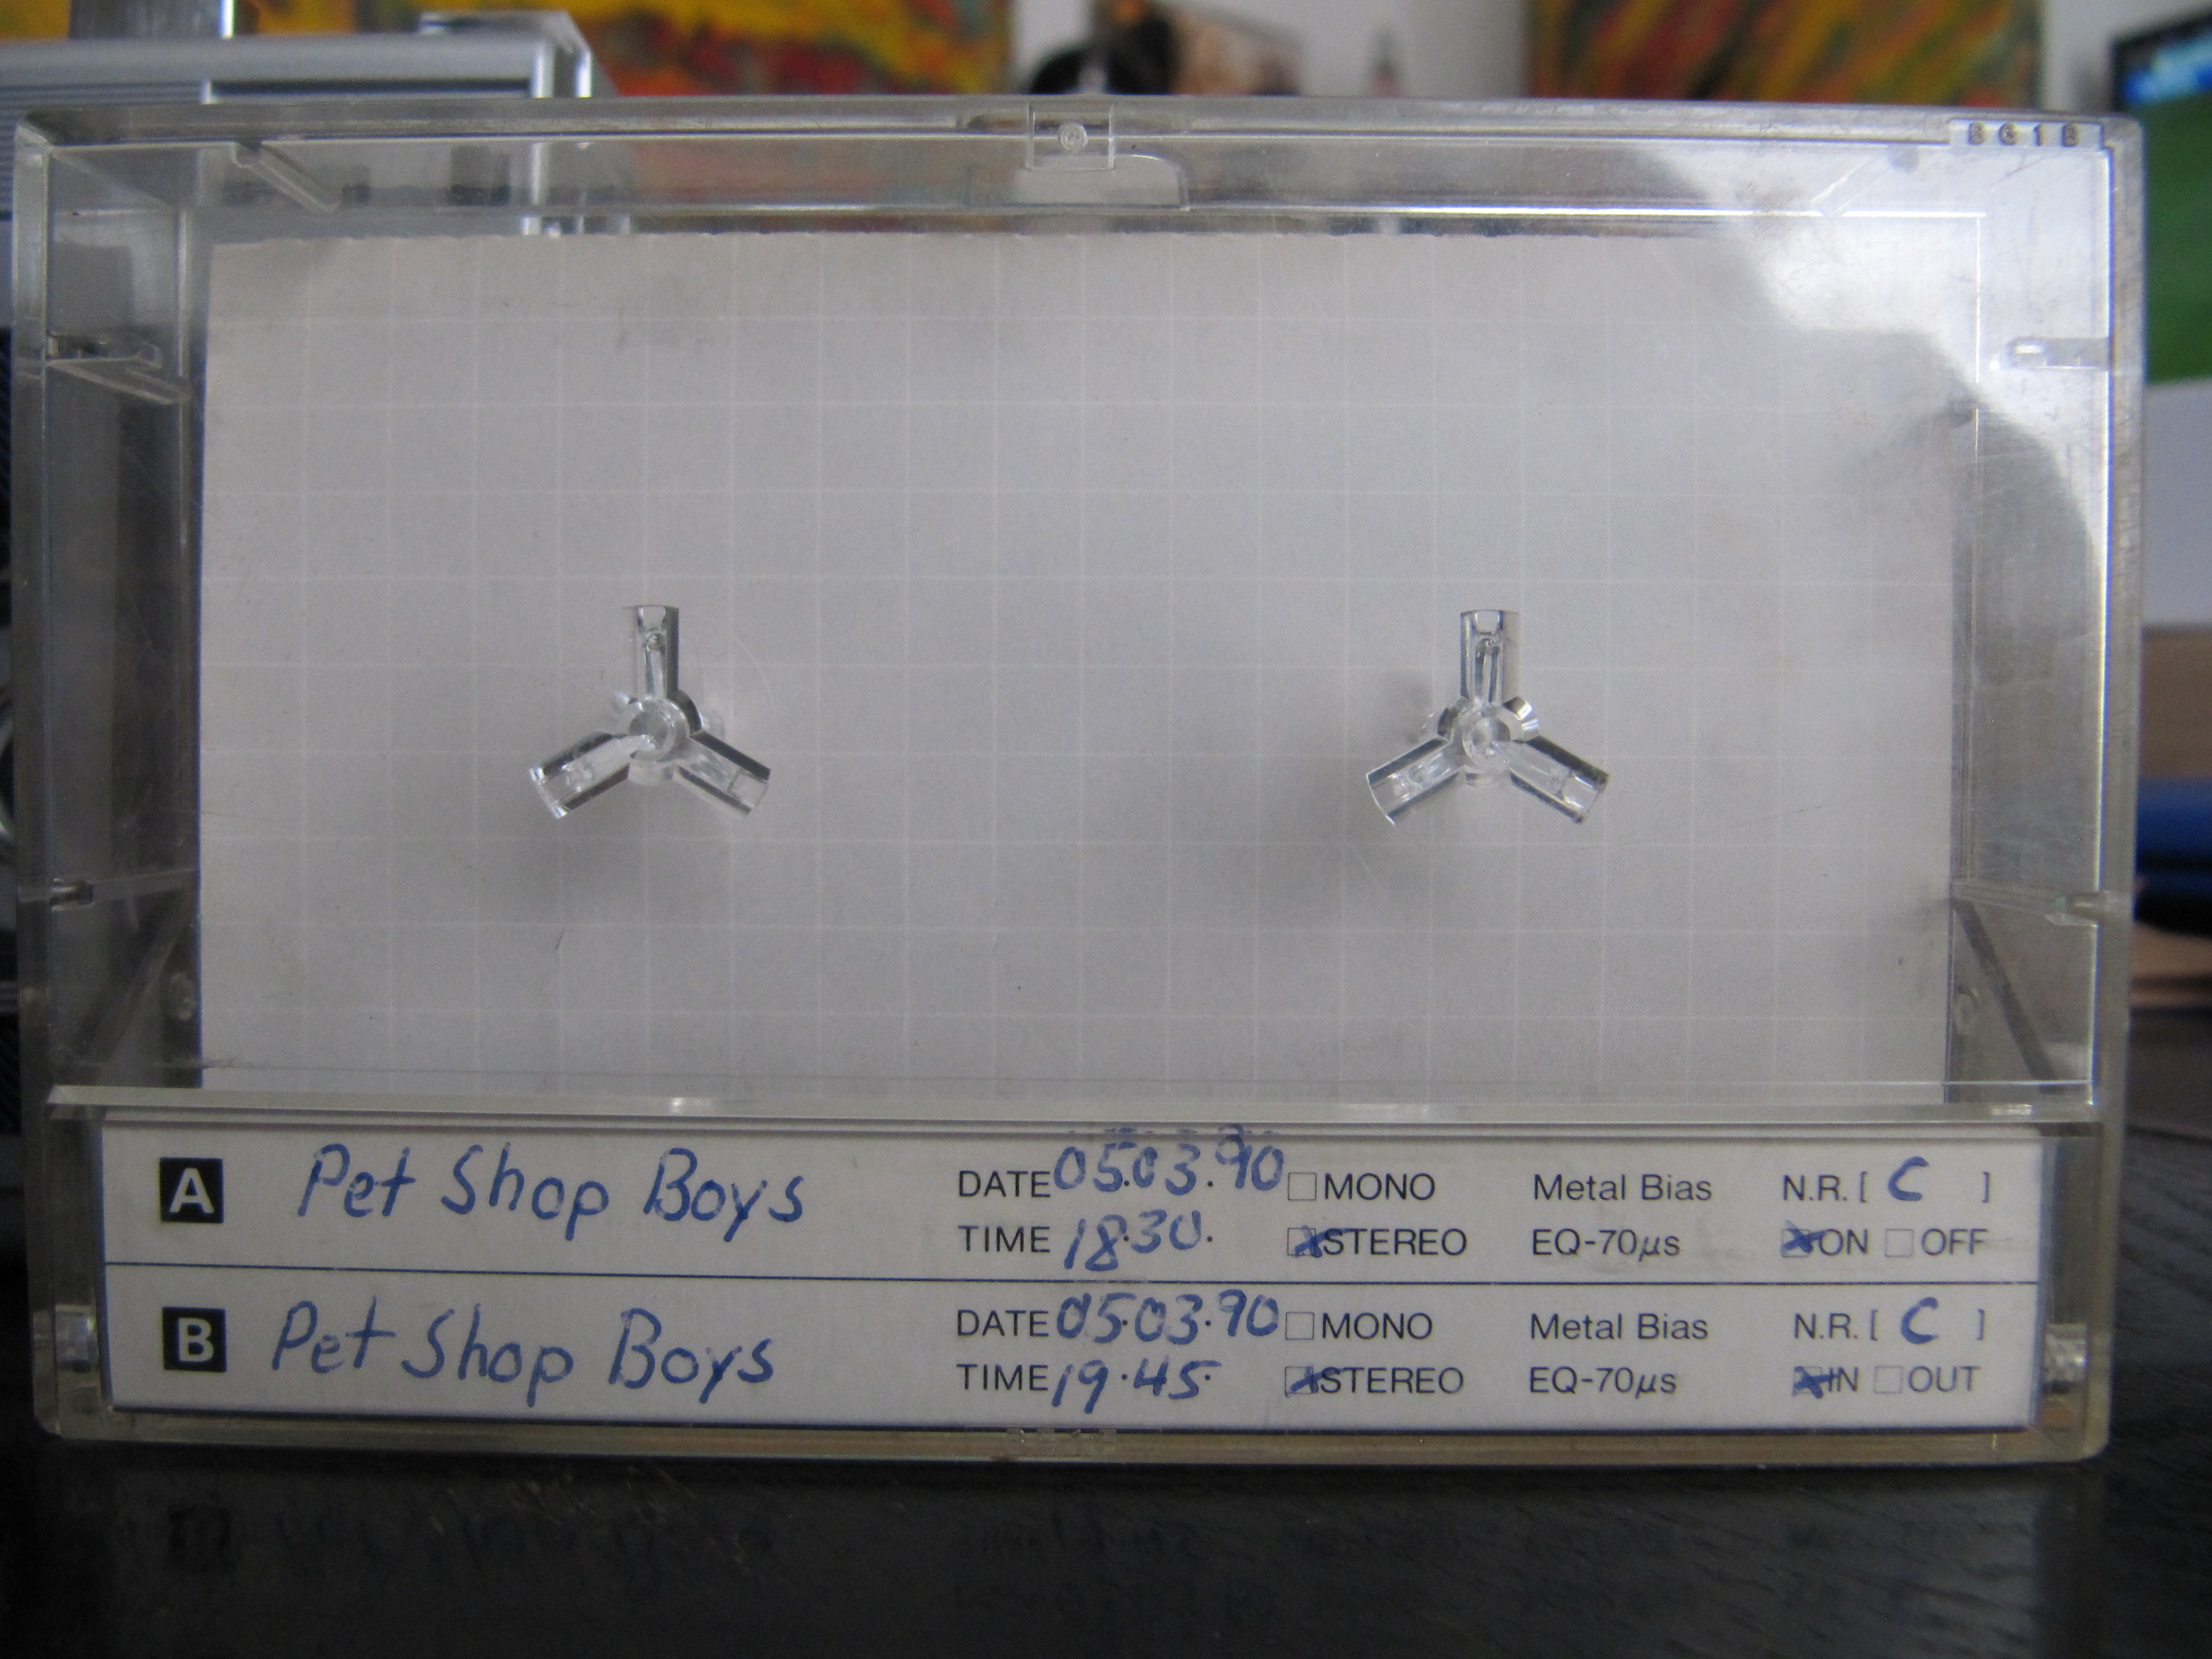 A Pet Shop Boys DATE 05.03.90 ☐ MONO Metal Bias N.R. [ C ]
TIME 18.30. ☒ STEREO EQ-70μs ☒ ON ☐ OFF
B Pet Shop Boys DATE 05.03.90 ☐ MONO Metal Bias N.R. [ C ]
TIME 19.45. ☒ STEREO EQ-70μs ☒ IN ☐ OUT